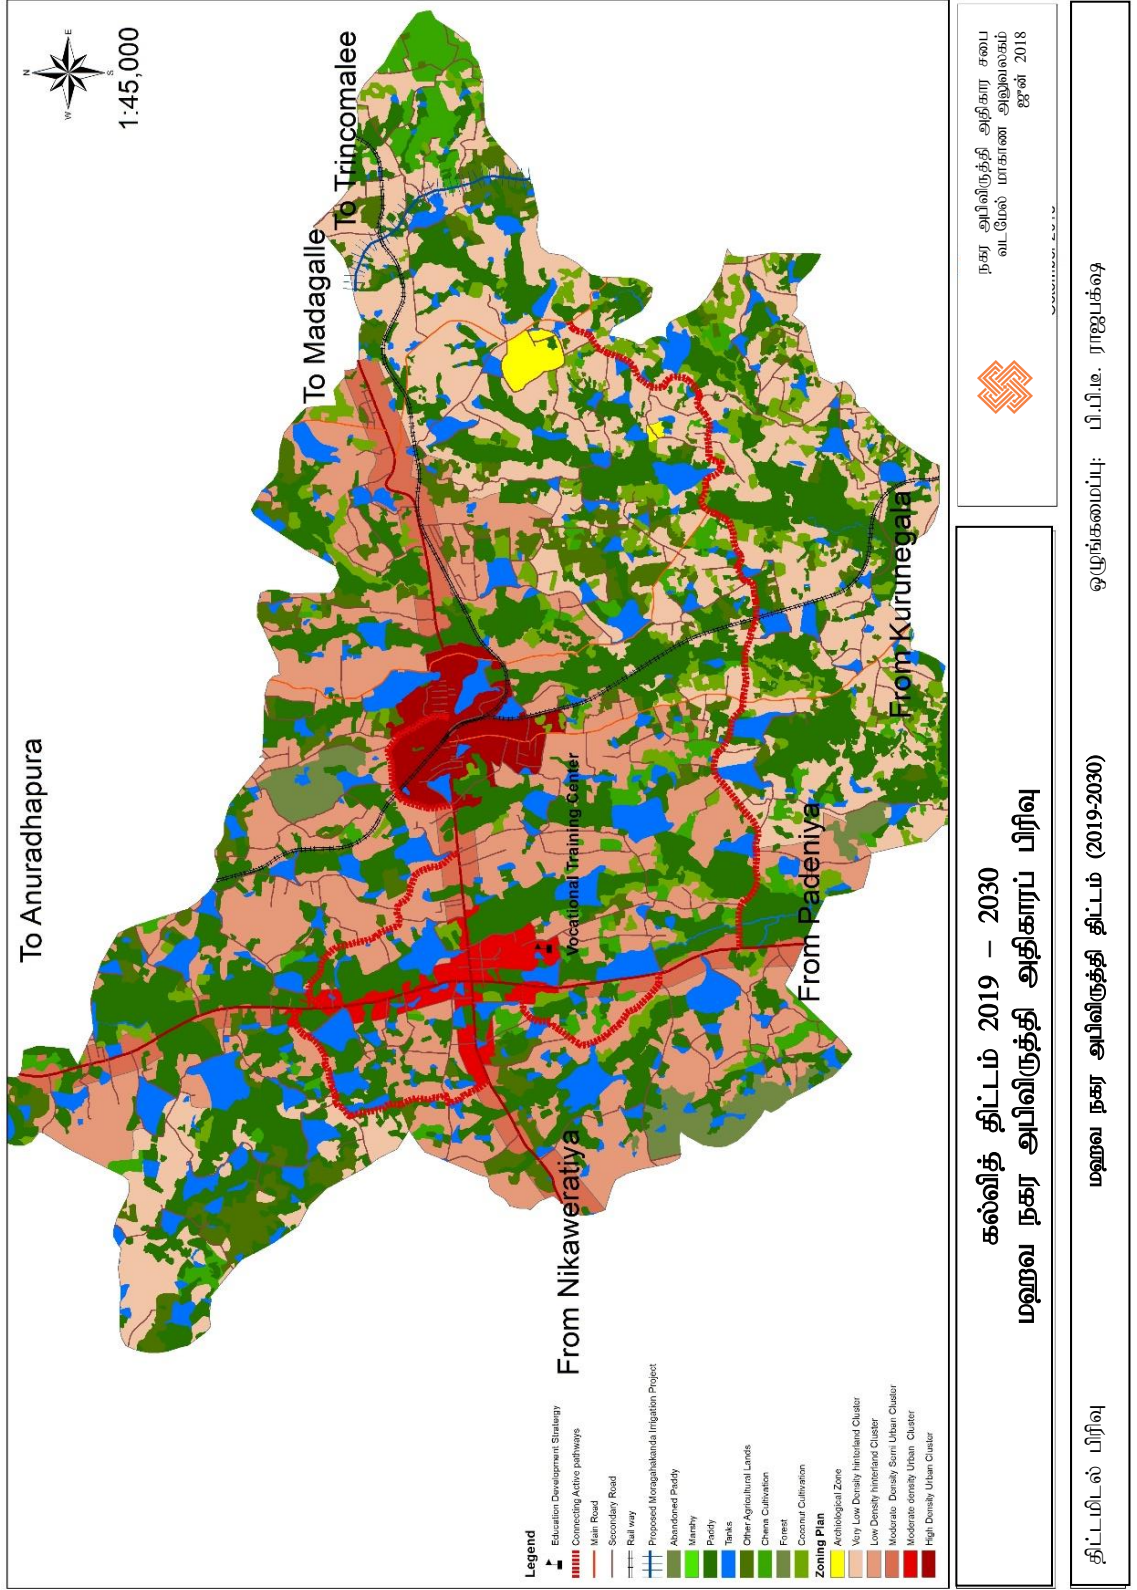 N
E
S
W
1:45,000
To Anuradhapura
To Madagalle
To Trincomalee
Vocational Training Center
From Nikaweratiya
From Padeniya
From Kurunegala
Legend
Education Development Stratergy
Connecting Active pathways
Main Road
Secondary Road
Rail way
Proposed Moragahakanda Irrigation Project
Abandoned Paddy
Marshy
Paddy
Tanks
Other Agricultural Lands
Chena Cultivation
Forest
Coconut Cultivation
Zoning Plan
Archiological Zone
Very Low Density hinterland Cluster
Low Density hinterland Cluster
Moderate Density Semi Urban Cluster
Moderate density Urban Cluster
High Density Urban Cluster
கல்வித் திட்டம் 2019 – 2030
மஹவ நகர அபிவிருத்தி அதிகாரப் பிரிவு
நகர அபிவிருத்தி அதிகார சபை
வடமேல் மாகாண அலுவலகம்
ஜூன் 2018
திட்டமிடல் பிரிவு
மஹவ நகர அபிவிருத்தி திட்டம் (2019-2030)
ஒழுங்கமைப்பு: பி.பி.டீ. ராஜபக்ஷ